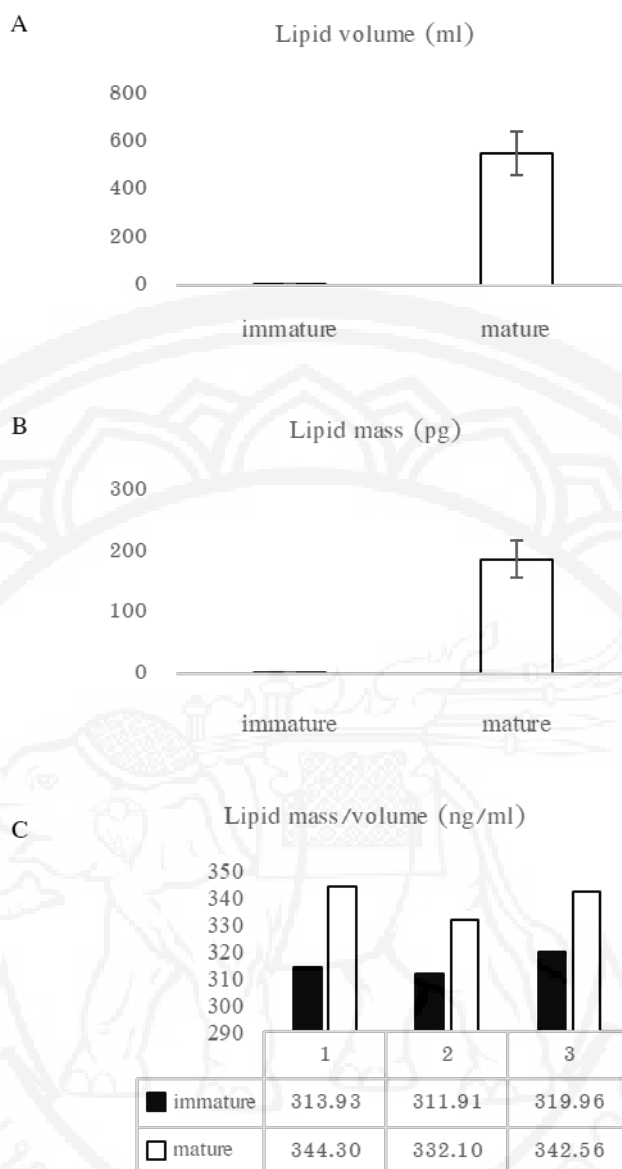 A
Lipid volume (ml)
800
600
400
200
0
immature mature
B
Lipid mass (pg)
300
200
100
0
immature mature
C
Lipid mass/volume (ng/ml)
350
340
330
320
310
300
290
1 2 3
immature 313.93 311.91 319.96
mature 344.30 332.10 342.56